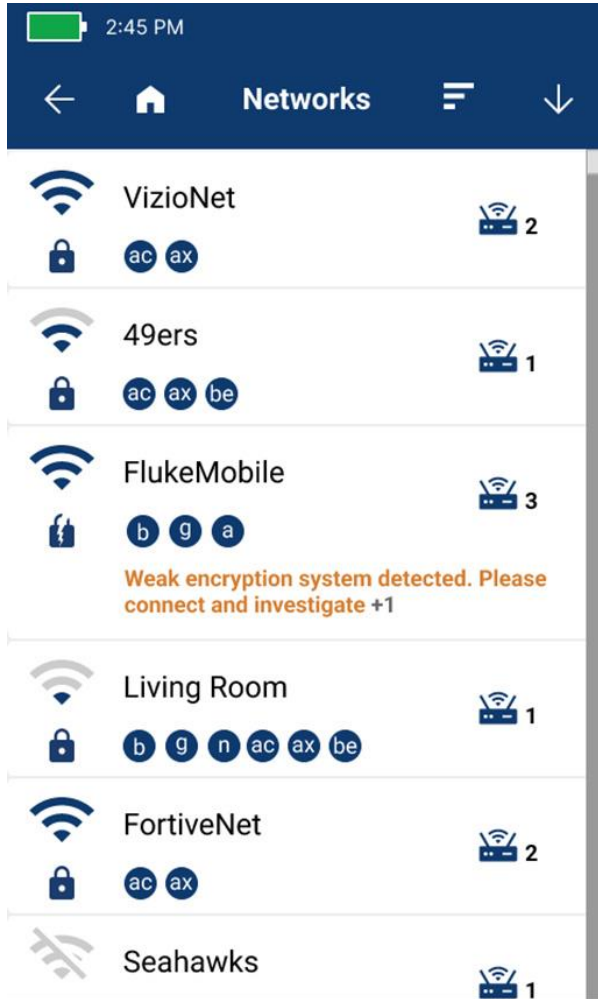 2:45 PM
Networks
VizioNet
2
ac ax
49ers
1
ac ax be
FlukeMobile
3
b g a
Weak encryption system detected. Please
connect and investigate +1
Living Room
1
b g n ac ax be
FortiveNet
2
ac ax
Seahawks
1